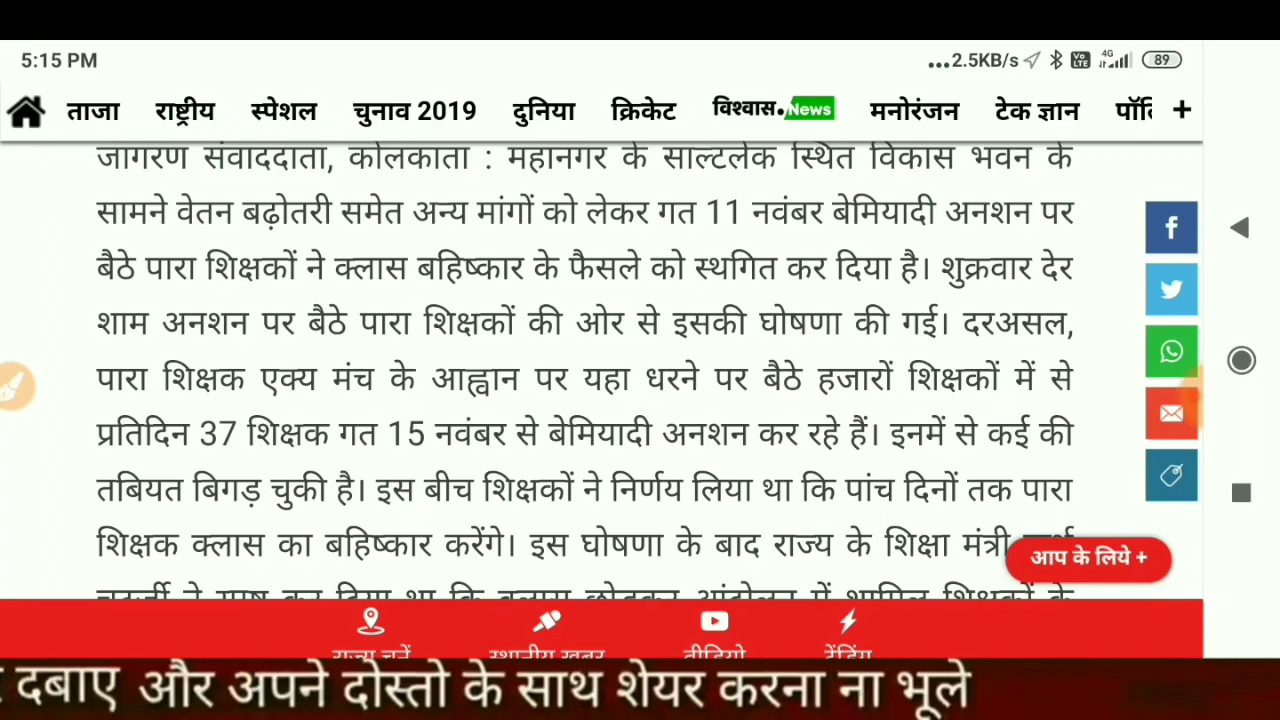 5:15 PM
...2.5KB/s 4G 89
ताजा राष्ट्रीय स्पेशल चुनाव 2019 दुनिया क्रिकेट विश्वास.News मनोरंजन टेक ज्ञान +
जागरण संवाददाता, कोलकाता : महानगर के साल्टलेक स्थित विकास भवन के
सामने वेतन बढ़ोतरी समेत अन्य मांगों को लेकर गत 11 नवंबर बेमियादी अनशन पर
बैठे पारा शिक्षकों ने क्लास बहिष्कार के फैसले को स्थगित कर दिया है। शुक्रवार देर
शाम अनशन पर बैठे पारा शिक्षकों की ओर से इसकी घोषणा की गई। दरअसल,
पारा शिक्षक एक्य मंच के आह्वान पर यहा धरने पर बैठे हजारों शिक्षकों में से
प्रतिदिन 37 शिक्षक गत 15 नवंबर से बेमियादी अनशन कर रहे हैं। इनमें से कई की
तबियत बिगड़ चुकी है। इस बीच शिक्षकों ने निर्णय लिया था कि पांच दिनों तक पारा
शिक्षक क्लास का बहिष्कार करेंगे। इस घोषणा के बाद राज्य के शिक्षा मंत्री
आप के लिये +
राज्य चुनें स्थानीय खबर वीडियो ट्रेंडिंग
दबाए और अपने दोस्तो के साथ शेयर करना ना भूले